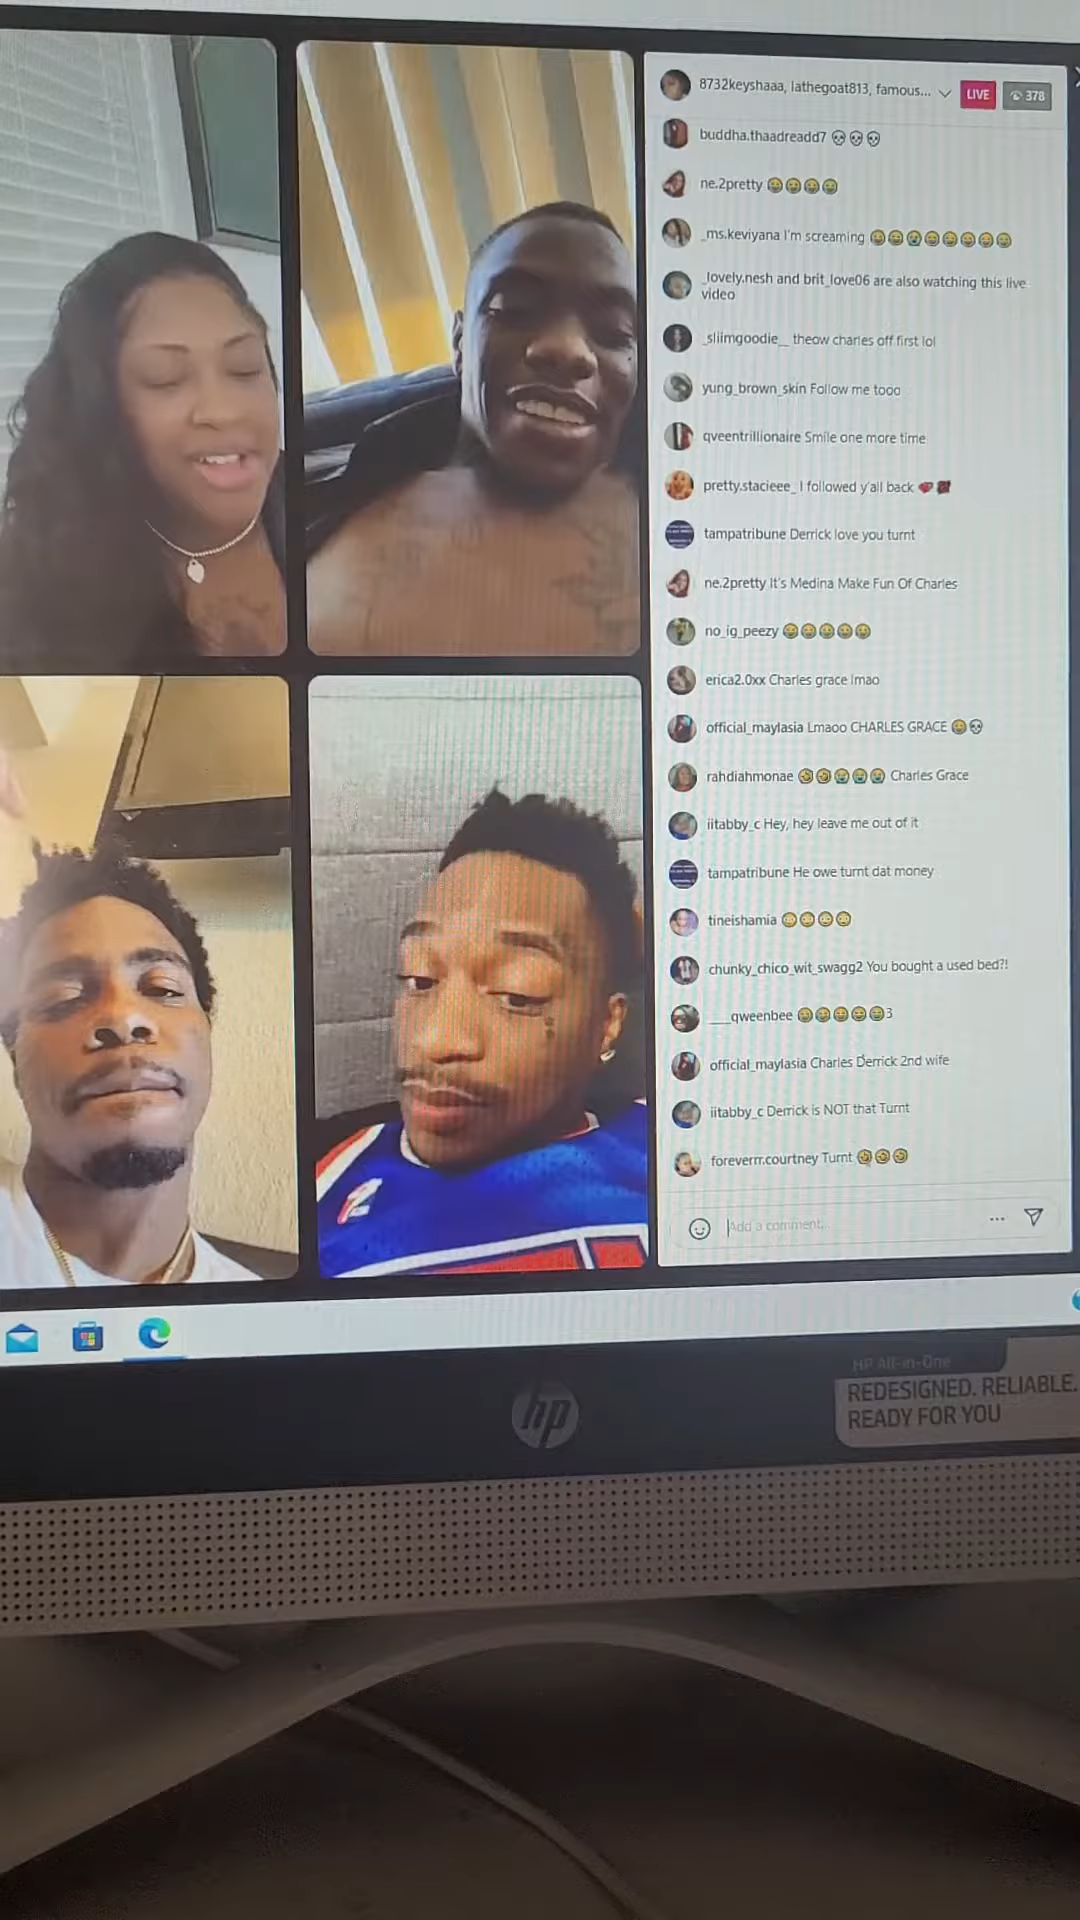 8732keyshaaa, lathegoat813, famous... LIVE 378
buddha.thaadreadd7 💀💀💀
ne.2pretty 😂😂😂😂
_ms.keviyana I'm screaming 😂😂😭😂😂😂😂😂
_lovely.nesh and brit_love06 are also watching this live
video
_sliimgoodie__ theow charles off first lol
yung_brown_skin Follow me tooo
qveentrillionaire Smile one more time
pretty.stacieee_ I followed y'all back
tampatribune Derrick love you turnt
ne.2pretty It's Medina Make Fun Of Charles
no_ig_peezy 😂😂😂😂😂
erica2.0xx Charles grace lmao
official_maylasia Lmaoo CHARLES GRACE 😂💀
rahdiahmonae 🤣🤣😭😭😭 Charles Grace
iitabby_c Hey, hey leave me out of it
tampatribune He owe turnt dat money
tineishamia 😳😳😳😳
chunky_chico_wit_swagg2 You bought a used bed?!
___qweenbee 😂😂😂😂😂3
official_maylasia Charles Derrick 2nd wife
iitabby_c Derrick is NOT that Turnt
foreverrr.courtney Turnt 🤣🤣🤣
Add a comment...
HP All-in-One
REDESIGNED. RELIABLE.
READY FOR YOU
hp